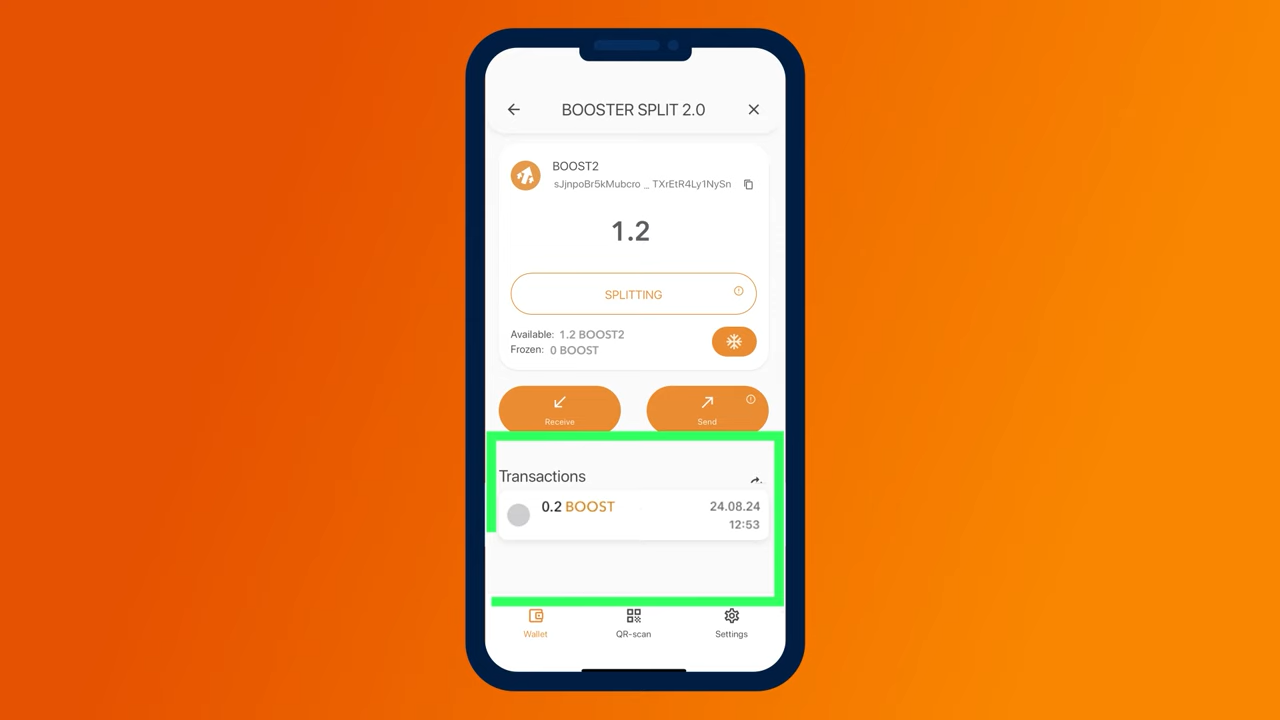 BOOSTER SPLIT 2.0
BOOST2
sJjnpoBr5kMubcro _ TXrEtR4Ly1NySn
1.2
SPLITTING
Available: 1.2 BOOST2
Frozen: 0 BOOST
Receive
Send
Transactions
0.2 BOOST 24.08.24
12:53
Wallet
QR-scan
Settings